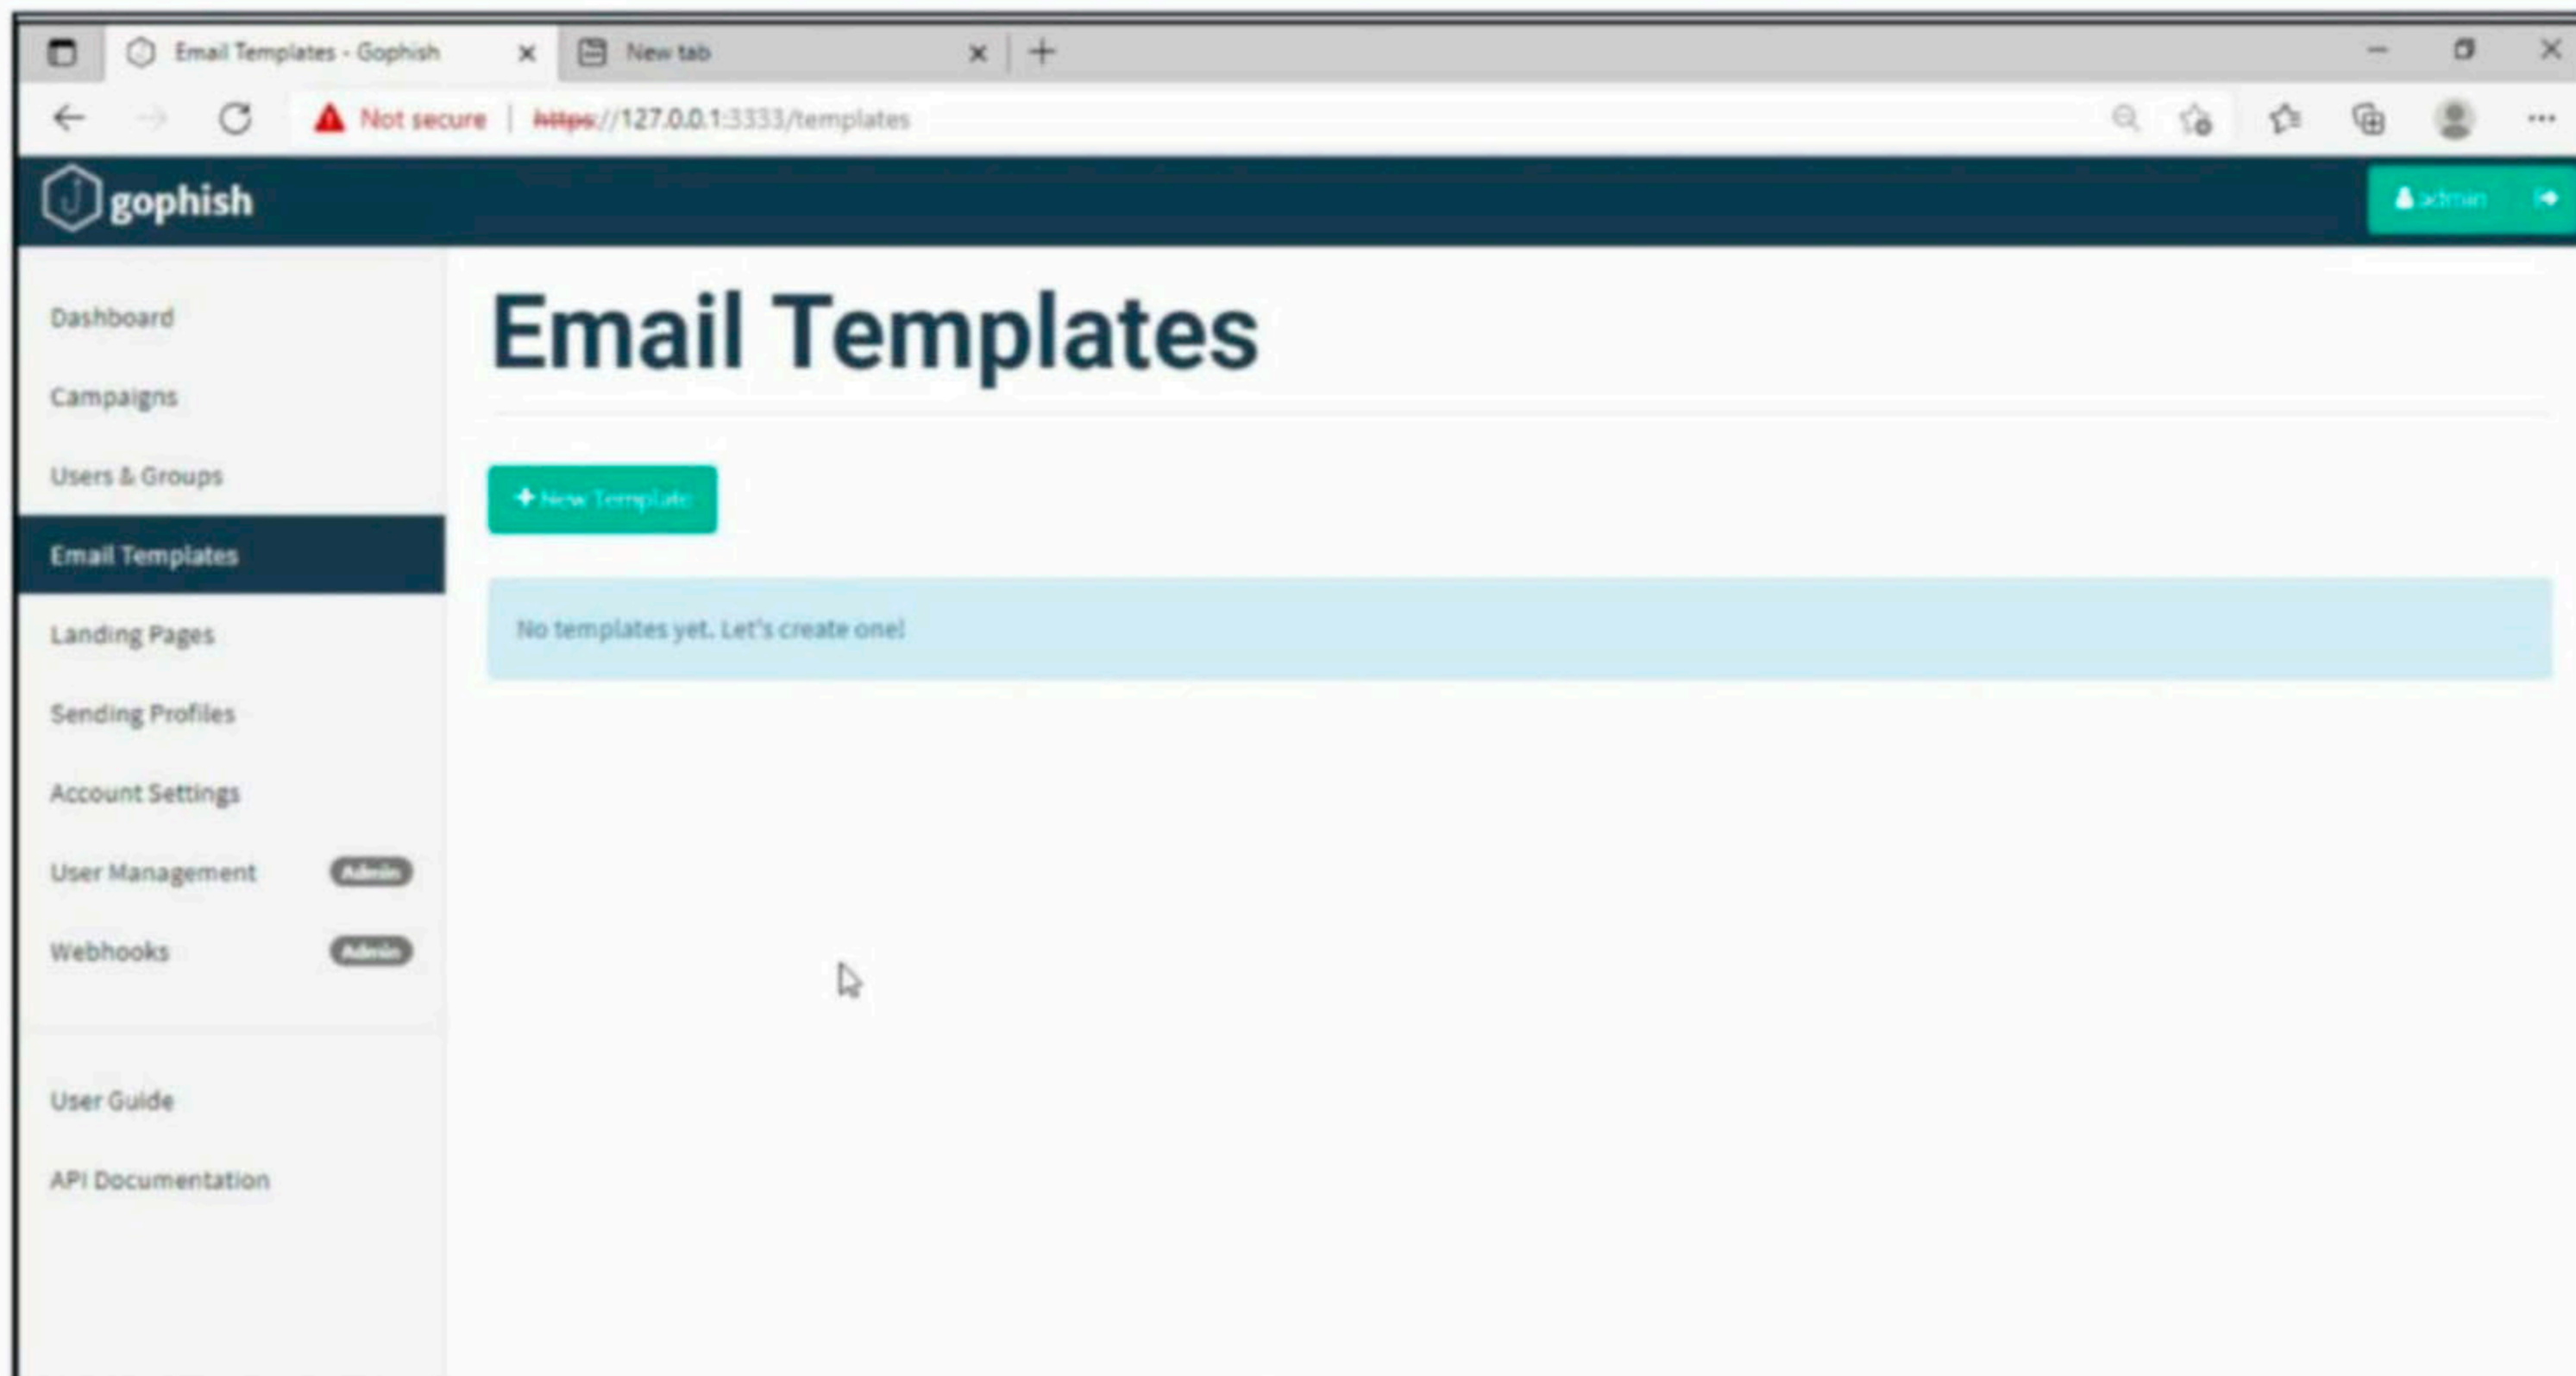 Email Templates - Gophish
New tab
Not secure
https://127.0.0.1:3333/templates
gophish
admin
Dashboard
Campaigns
Users & Groups
Email Templates
Landing Pages
Sending Profiles
Account Settings
User Management Admin
Webhooks Admin
User Guide
API Documentation
Email Templates
New Template
No templates yet. Let's create one!